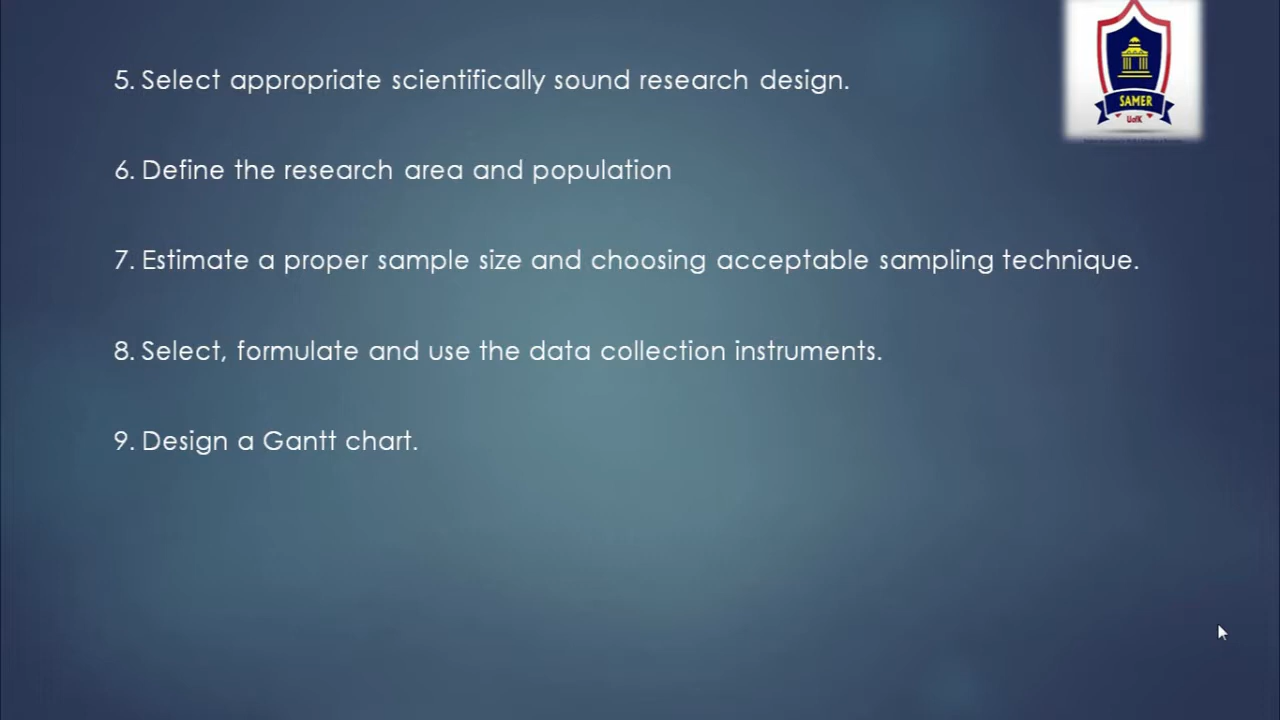 5. Select appropriate scientifically sound research design.
SAMER
UofK
6. Define the research area and population
7. Estimate a proper sample size and choosing acceptable sampling technique.
8. Select, formulate and use the data collection instruments.
9. Design a Gantt chart.